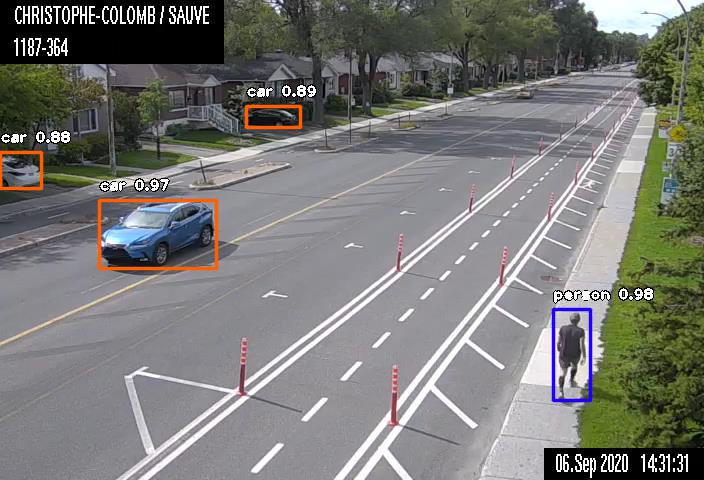 CHRISTOPHE-COLOMB / SAUVE
1187-364
car 0.89
car 0.88
car 0.97
person 0.98
06.Sep 2020 14:31:31